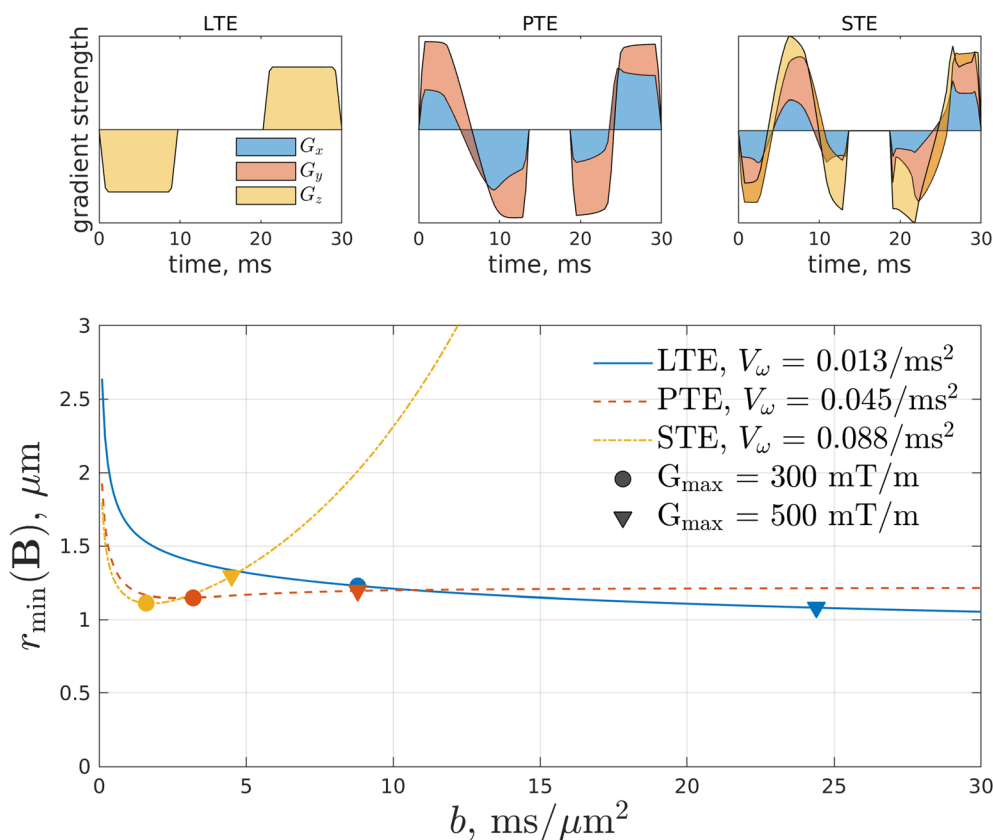 LTE
PTE
STE
gradient strength
G_x
G_y
G_z
0 10 20 30
0 10 20 30
0 10 20 30
time, ms
time, ms
time, ms
r_min(B), μm
3
2.5
2
1.5
1
0.5
0
LTE, V_ω = 0.013/ms²
PTE, V_ω = 0.045/ms²
STE, V_ω = 0.088/ms²
G_max = 300 mT/m
G_max = 500 mT/m
0 5 10 15 20 25 30
b, ms/μm²